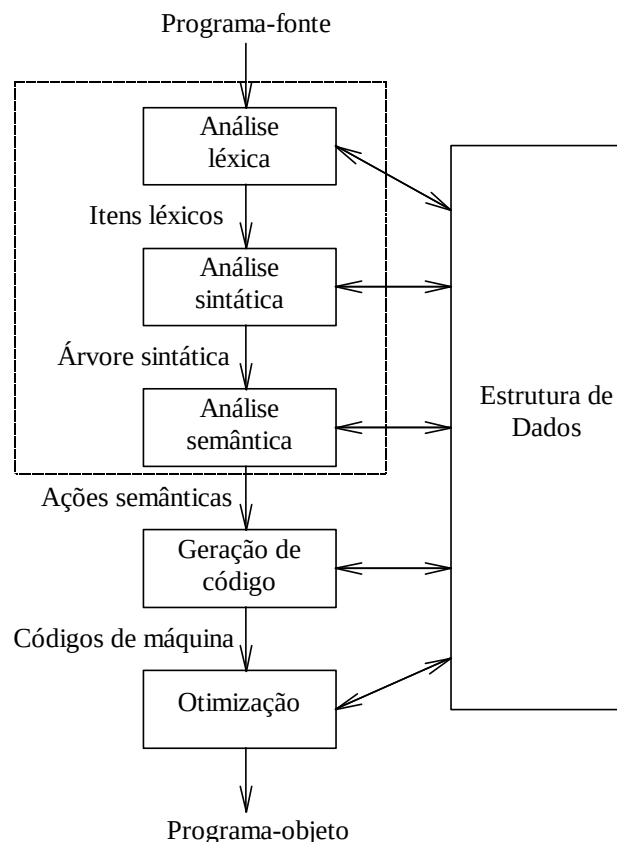 Programa-fonte
Análise
léxica
Itens léxicos
Análise
sintática
Árvore sintática
Análise
semântica
Estrutura de
Dados
Ações semânticas
Geração de
código
Códigos de máquina
Otimização
Programa-objeto